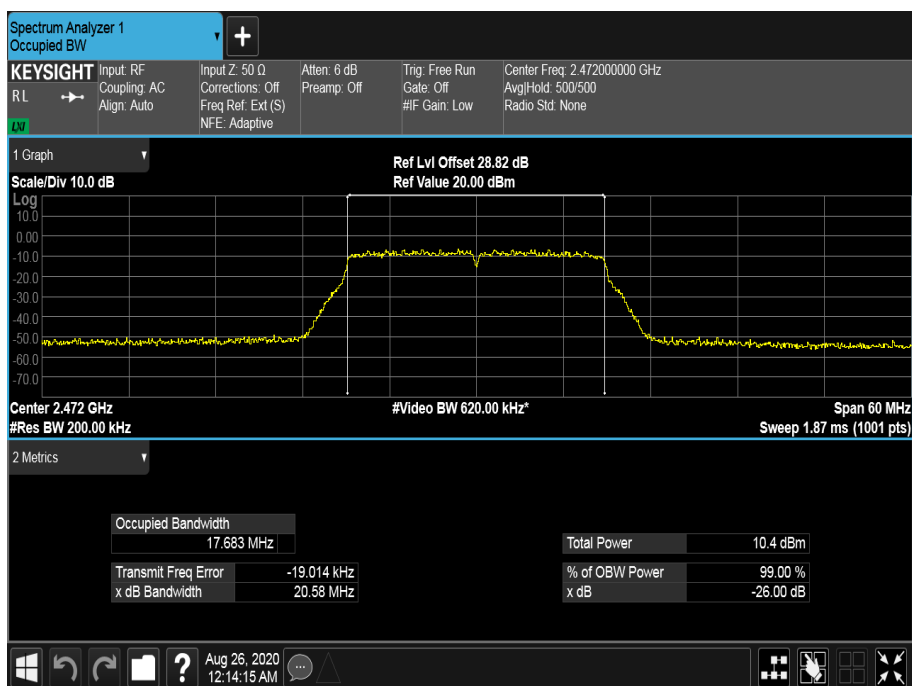 Spectrum Analyzer 1
Occupied BW
+
KEYSIGHT
RL
LXI
Input: RF
Coupling: AC
Align: Auto
Input Z: 50 Ω
Corrections: Off
Freq Ref: Ext (S)
NFE: Adaptive
Atten: 6 dB
Preamp: Off
Trig: Free Run
Gate: Off
#IF Gain: Low
Center Freq: 2.472000000 GHz
Avg|Hold: 500/500
Radio Std: None
1 Graph
Ref Lvl Offset 28.82 dB
Scale/Div 10.0 dB
Ref Value 20.00 dBm
Log
10.0
0.00
-10.0
-20.0
-30.0
-40.0
-50.0
-60.0
-70.0
Center 2.472 GHz
#Video BW 620.00 kHz*
Span 60 MHz
#Res BW 200.00 kHz
Sweep 1.87 ms (1001 pts)
2 Metrics
Occupied Bandwidth
17.683 MHz
Total Power 10.4 dBm
Transmit Freq Error -19.014 kHz
% of OBW Power 99.00 %
x dB Bandwidth 20.58 MHz
x dB -26.00 dB
?
Aug 26, 2020
12:14:15 AM